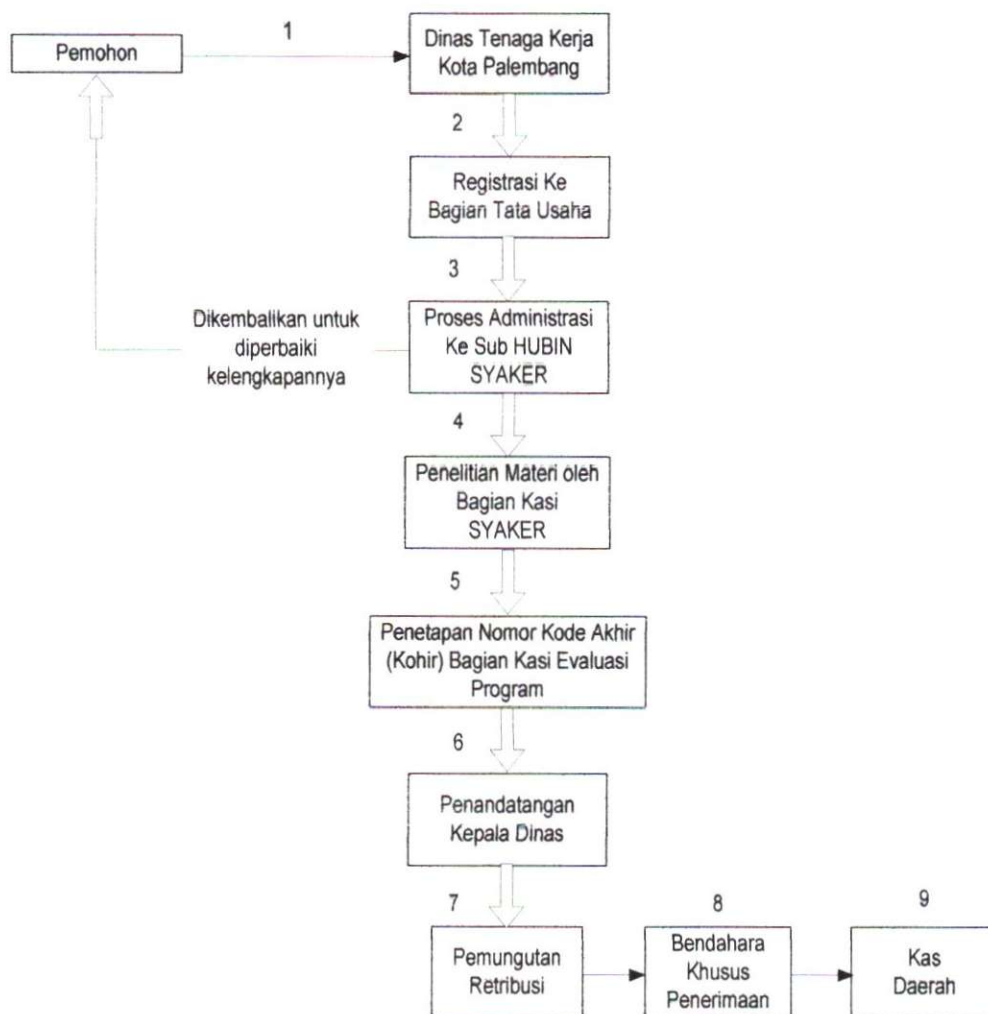 1
Pemohon
Dinas Tenaga Kerja
Kota Palembang
2
Registrasi Ke
Bagian Tata Usaha
3
Dikembalikan untuk
diperbaiki
kelengkapannya
Proses Administrasi
Ke Sub HUBIN
SYAKER
4
Penelitian Materi oleh
Bagian Kasi
SYAKER
5
Penetapan Nomor Kode Akhir
(Kohir) Bagian Kasi Evaluasi
Program
6
Penandatangan
Kepala Dinas
7
Pemungutan
Retribusi
8
Bendahara
Khusus
Penerimaan
9
Kas
Daerah